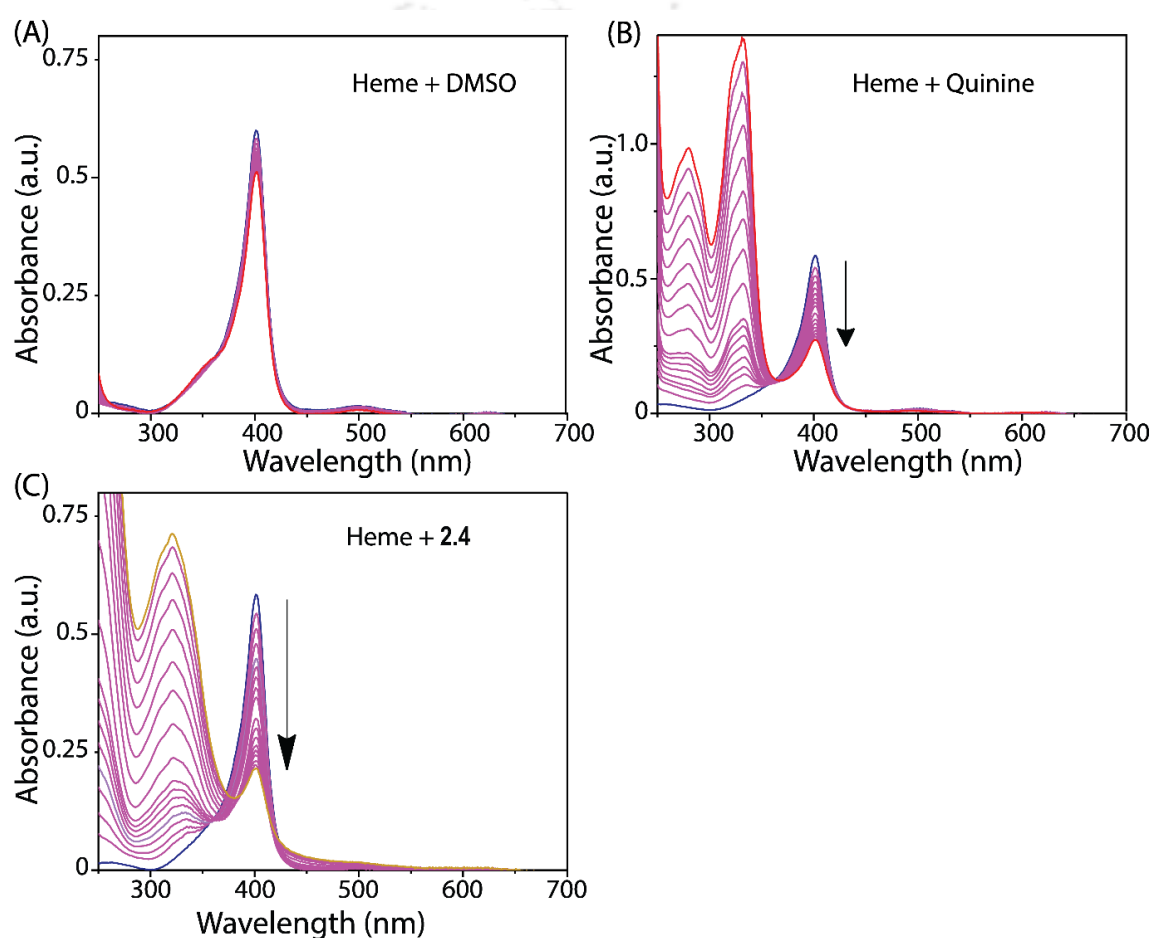 (A)
0.75
0.5
0.25
0
Absorbance (a.u.)
Heme + DMSO
300 400 500 600 700
Wavelength (nm)
(B)
1.0
0.5
0
Absorbance (a.u.)
Heme + Quinine
300 400 500 600 700
Wavelength (nm)
(C)
0.75
0.5
0.25
0
Absorbance (a.u.)
Heme + 2.4
300 400 500 600 700
Wavelength (nm)